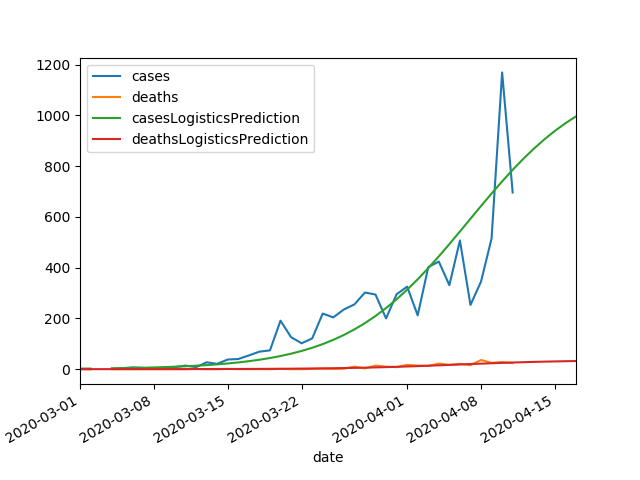 1200
1000
800
600
400
200
0
cases
deaths
casesLogisticsPrediction
deathsLogisticsPrediction
2020-03-01
2020-03-08
2020-03-15
2020-03-22
2020-04-01
2020-04-08
2020-04-15
date